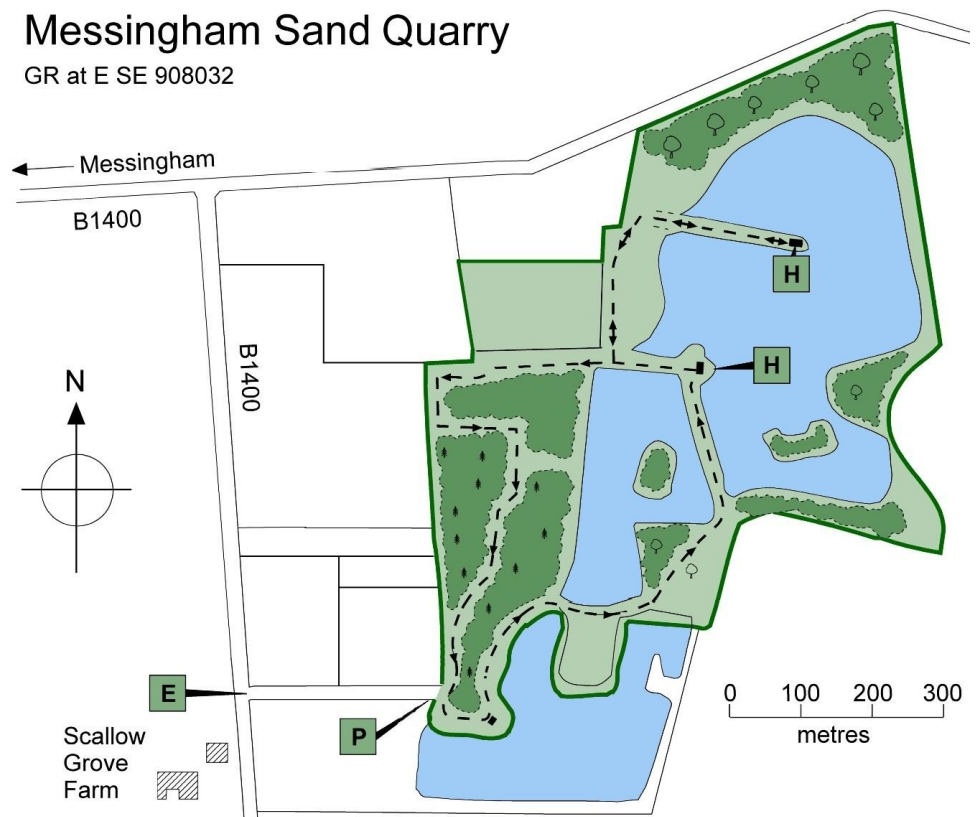 Messingham Sand Quarry
GR at E SE 908032
Messingham
B1400
H
B1400
H
N
E
P
Scallow
Grove
Farm
0 100 200 300
metres